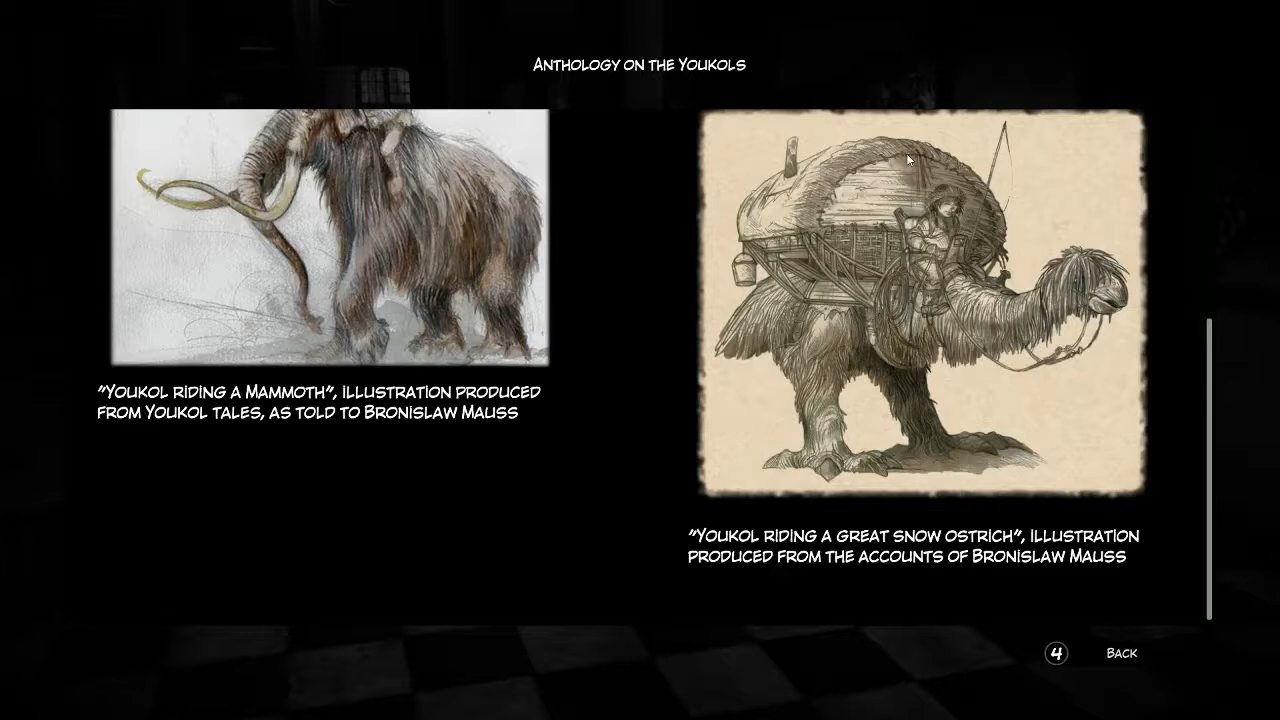 Anthology on the Youkols
"Youkol riding a Mammoth", illustration produced
from Youkol tales, as told to Bronislaw Mauss
"Youkol riding a great snow ostrich", illustration
produced from the accounts of Bronislaw Mauss
4 Back